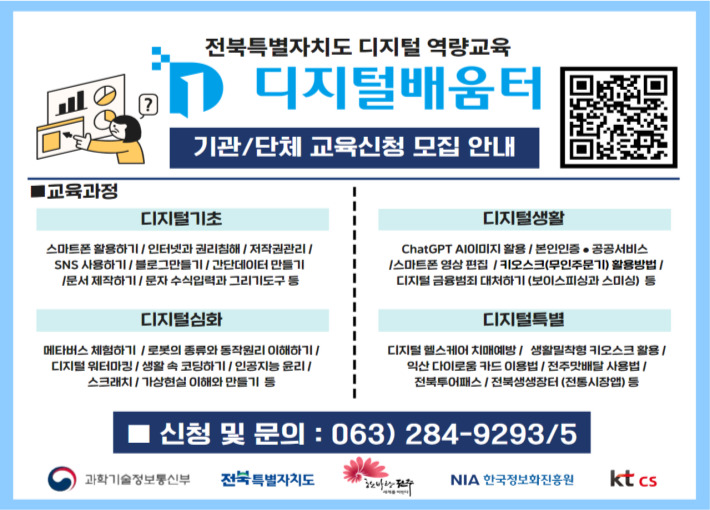 전북특별자치도 디지털 역량교육
디지털배움터
기관/단체 교육신청 모집 안내
?
■교육과정
디지털기초
스마트폰 활용하기 / 인터넷과 권리침해 / 저작권관리 /
SNS 사용하기 / 블로그만들기 / 간단데이터 만들기
/문서 제작하기 / 문자 수식입력과 그리기도구 등
디지털생활
ChatGPT AI이미지 활용 / 본인인증 ● 공공서비스
/스마트폰 영상 편집 / 키오스크(무인주문기) 활용방법 /
디지털 금융범죄 대처하기 (보이스피싱과 스미싱) 등
디지털심화
메타버스 체험하기 / 로봇의 종류와 동작원리 이해하기 /
디지털 워터마킹 / 생활 속 코딩하기 / 인공지능 윤리 /
스크래치 / 가상현실 이해와 만들기 등
디지털특별
디지털 헬스케어 치매예방 / 생활밀착형 키오스크 활용 /
익산 다이로움 카드 이용법 / 전주맛배달 사용법 /
전북투어패스 / 전북생생장터 (전통시장앱) 등
■ 신청 및 문의 : 063) 284-9293/5
과학기술정보통신부
전북특별자치도
한바탕 전주
세계를 비빈다
NIA 한국정보화진흥원
kt cs